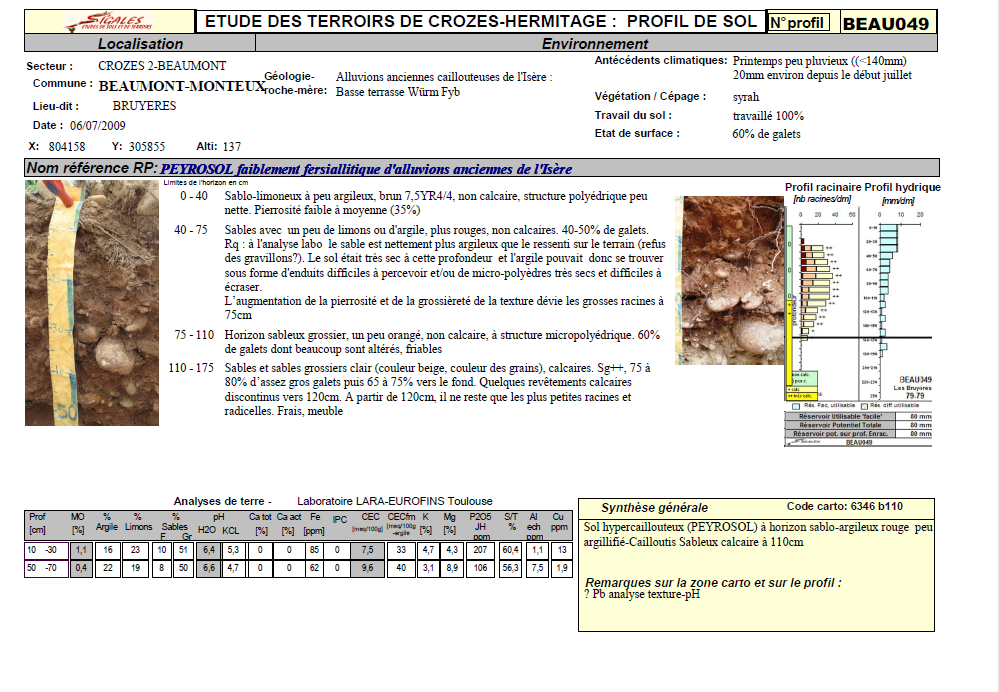 SIGALES
ETUDES DE SOLS ET DE TERROIRS
ETUDE DES TERROIRS DE CROZES-HERMITAGE : PROFIL DE SOL
N°profil
BEAU049
Localisation
Environnement
Secteur : CROZES 2-BEAUMONT
Commune : BEAUMONT-MONTEUX
Lieu-dit : BRUYERES
Date : 06/07/2009
X: 804158 Y: 305855 Alti: 137
Géologie-
roche-mère:
Alluvions anciennes caillouteuses de l'Isère :
Basse terrasse Würm Fyb
Antécédents climatiques: Printemps peu pluvieux ((<140mm)
20mm environ depuis le début juillet
Végétation / Cépage : syrah
Travail du sol : travaillé 100%
Etat de surface : 60% de galets
Nom référence RP: PEYROSOL faiblement fersiallitique d'alluvions anciennes de l'Isère
Limites de l'horizon en cm
0 - 40 Sablo-limoneux à peu argileux, brun 7,5YR4/4, non calcaire, structure polyédrique peu
nette. Pierrosité faible à moyenne (35%)
40 - 75 Sables avec un peu de limons ou d'argile, plus rouges, non calcaires. 40-50% de galets.
Rq : à l'analyse labo le sable est nettement plus argileux que le ressenti sur le terrain (refus
des gravillons?). Le sol était très sec à cette profondeur et l'argile pouvait donc se trouver
sous forme d'enduits difficiles à percevoir et/ou de micro-polyèdres très secs et difficiles à
écraser.
L'augmentation de la pierrosité et de la grossièreté de la texture dévie les grosses racines à
75cm
75 - 110 Horizon sableux grossier, un peu orangé, non calcaire, à structure micropolyédrique. 60%
de galets dont beaucoup sont altérés, friables
110 - 175 Sables et sables grossiers clair (couleur beige, couleur des grains), calcaires. Sg++, 75 à
80% d'assez gros galets puis 65 à 75% vers le fond. Quelques revêtements calcaires
discontinus vers 120cm. A partir de 120cm, il ne reste que les plus petites racines et
radicelles. Frais, meuble
Profil racinaire Profil hydrique
[nb racines/dm] [mm/dm]
0 20 40 60 0 10 20
profondeur
BEAU049
Les Bruyères
79-79
Rés. Fac. utilisable Rés. diff utilisable
Réservoir Utilisable "facile" 80 mm
Réservoir Potentiel Totale 80 mm
Réservoir pot. sur prof. Enrac. 80 mm
BEAU049
Analyses de terre - Laboratoire LARA-EUROFINS Toulouse
Prof [cm] MO [%] % Argile % Limons % Sables F Gr pH H2O KCL Ca tot [%] Ca act [%] Fe [ppm] IPC CEC [meq/100g] CECfm [meq/100g -argile] K [%] Mg [%] P2O5 JH ppm S/T % Al ech ppm Cu ppm
10 -30 1,1 16 23 10 51 6,4 5,3 0 0 85 0 7,5 33 4,7 4,3 207 60,4 1,1 13
50 -70 0,4 22 19 8 50 6,6 4,7 0 0 62 0 9,6 40 3,1 8,9 106 56,3 7,5 1,9
Synthèse générale Code carto: 6346 b110
Sol hypercaillouteux (PEYROSOL) à horizon sablo-argileux rouge peu
argillifié-Cailloutis Sableux calcaire à 110cm
Remarques sur la zone carto et sur le profil :
? Pb analyse texture-pH